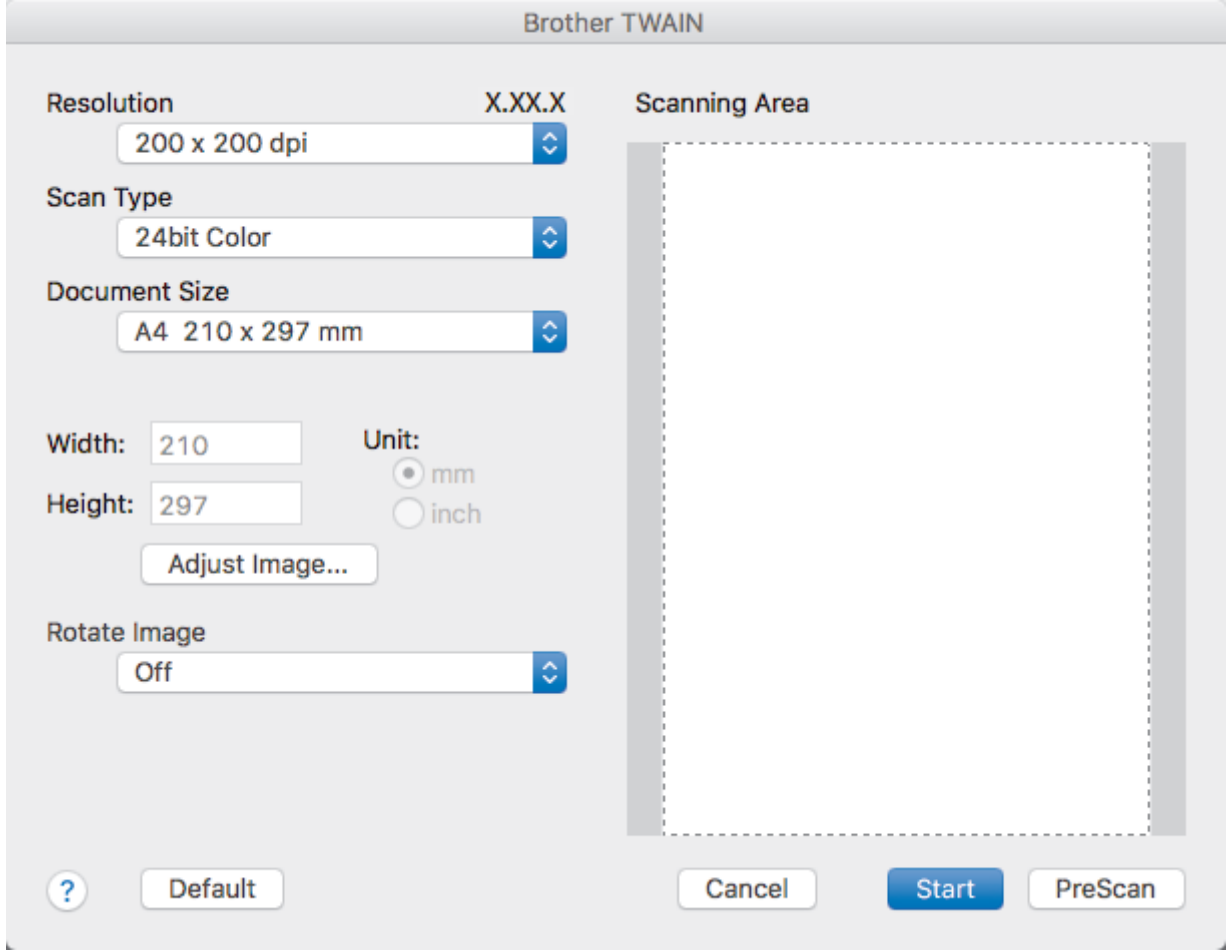 Brother TWAIN
Resolution X.XX.X
200 x 200 dpi
Scan Type
24bit Color
Document Size
A4 210 x 297 mm
Width: 210
Height: 297
Unit:
mm
inch
Adjust Image...
Rotate Image
Off
Scanning Area
? Default Cancel Start PreScan